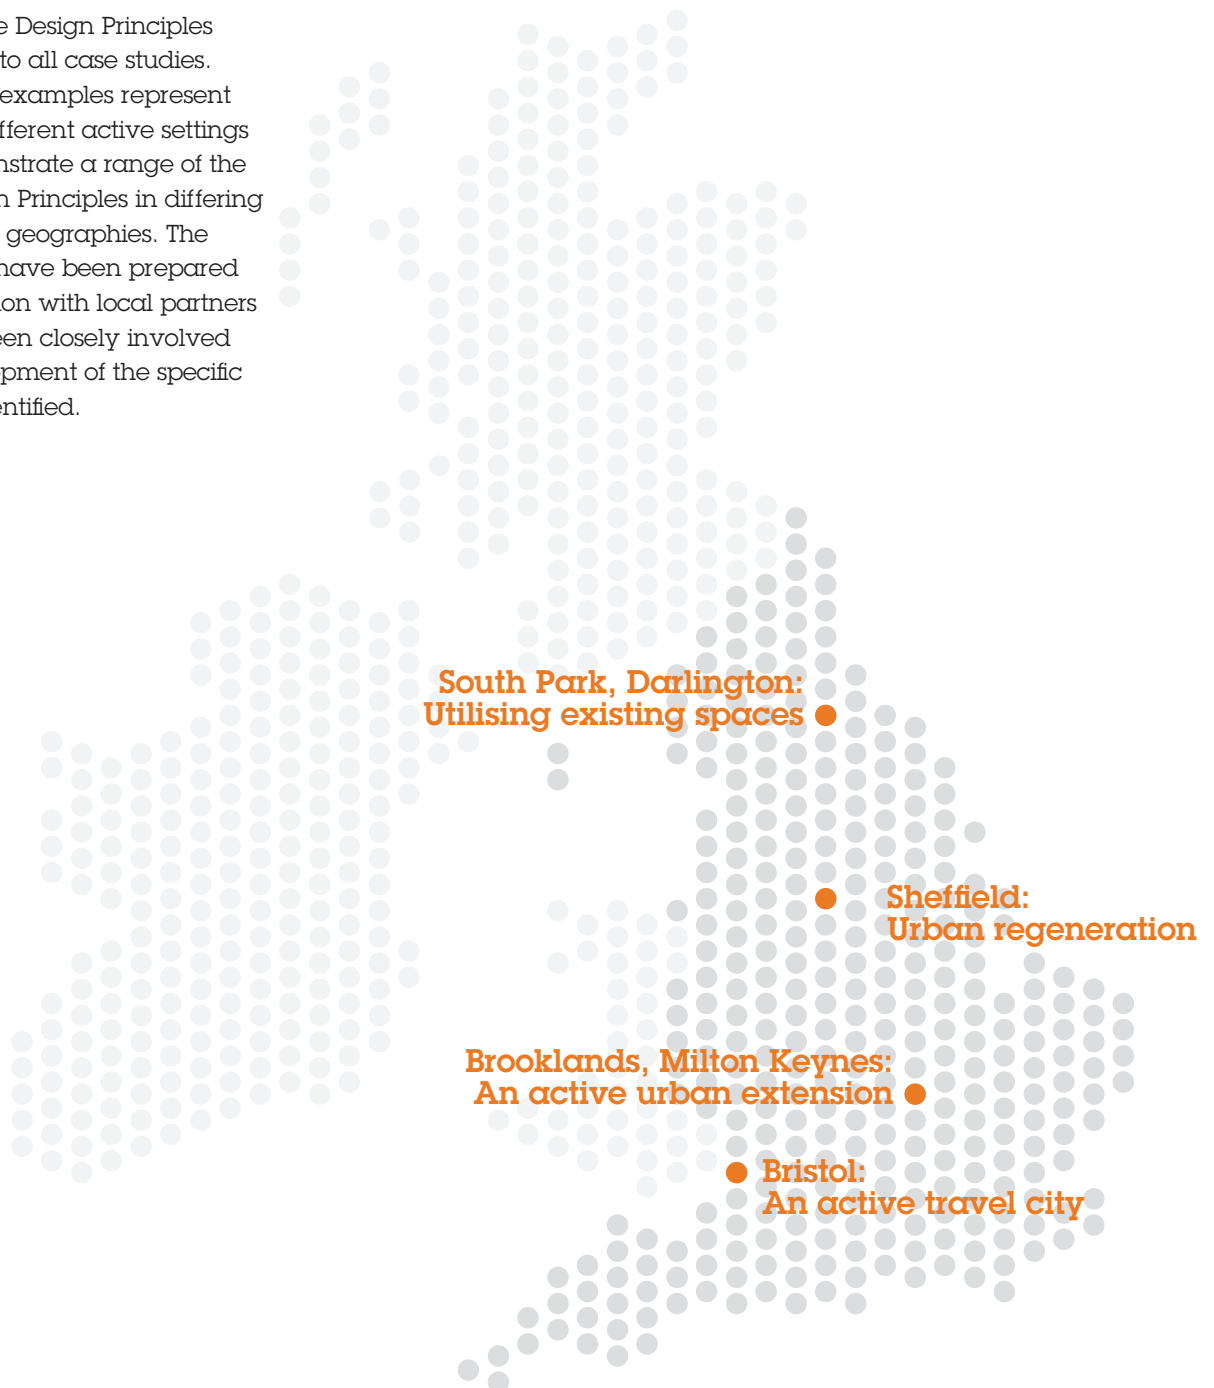 e Design Principles
to all case studies.
examples represent
fferent active settings
nstrate a range of the
n Principles in differing
geographies. The
have been prepared
ion with local partners
een closely involved
opment of the specific
entified.
South Park, Darlington:
Utilising existing spaces
Sheffield:
Urban regeneration
Brooklands, Milton Keynes:
An active urban extension
Bristol:
An active travel city